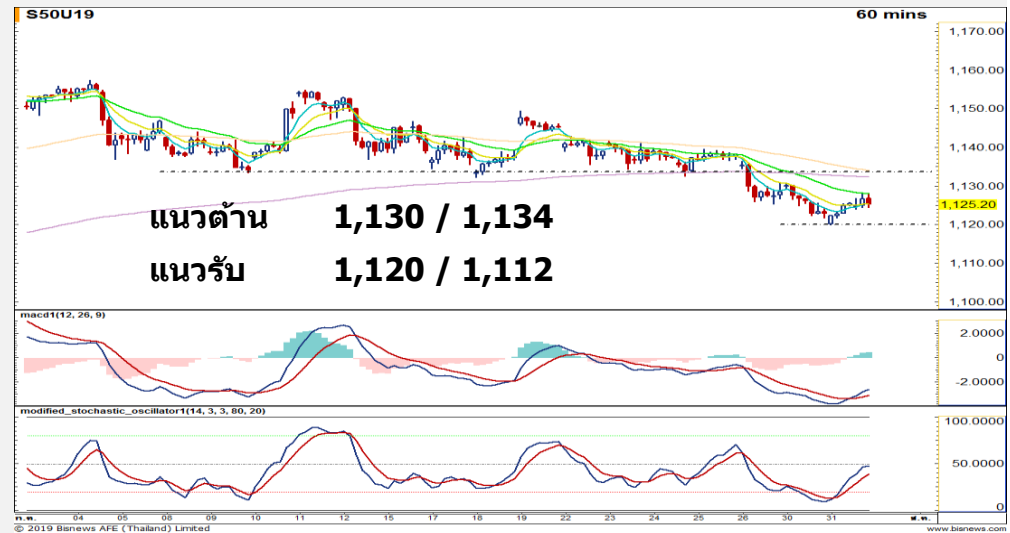 S50U19 60 mins
1,170.00
1,160.00
1,150.00
1,140.00
1,130.00
1,125.20
1,120.00
1,110.00
1,100.00
แนวต้าน 1,130 / 1,134
แนวรับ 1,120 / 1,112
macd1(12, 26, 9)
2.0000
0
-2.0000
modified_stochastic_oscillator1(14, 3, 3, 80, 20)
100.0000
50.0000
0
ก.ค. 04 05 08 09 10 11 12 15 17 18 19 22 23 24 25 26 30 31 ส.ค.
© 2019 Bisnews AFE (Thailand) Limited www.bisnews.com